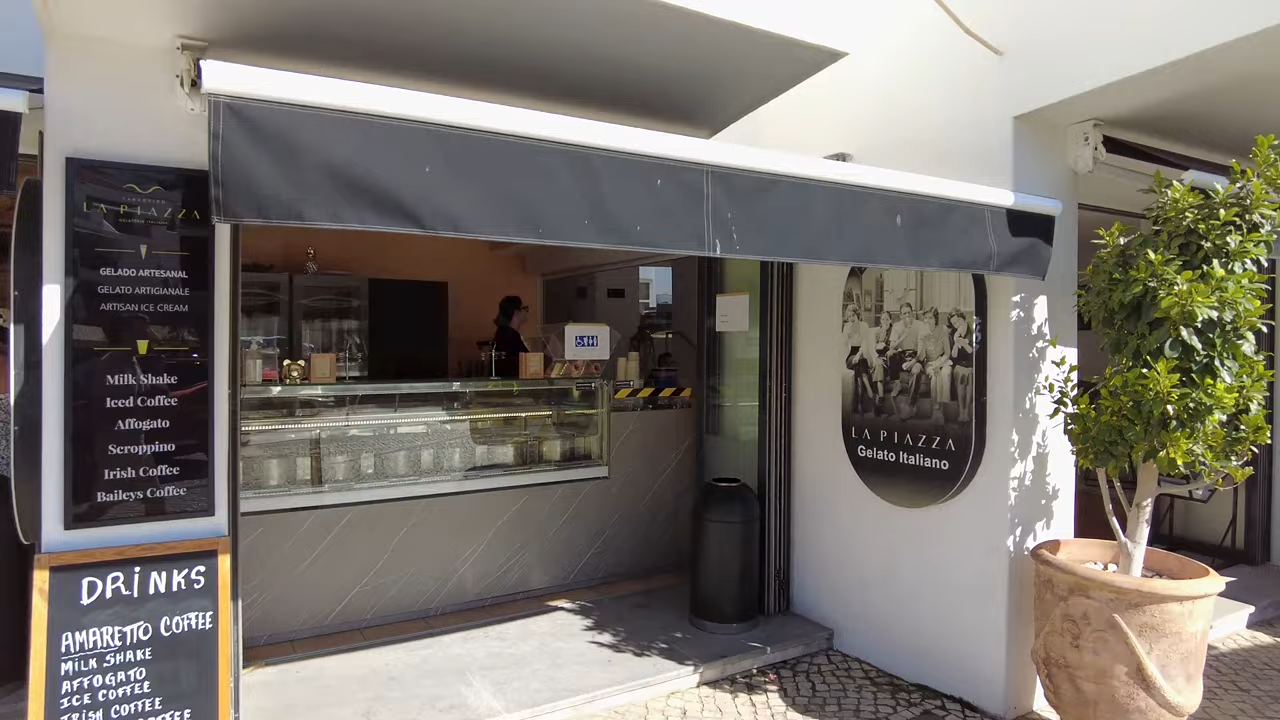 LA PIAZZA
GELADO ARTESANAL
GELATO ARTIGIANALE
ARTISAN ICE CREAM
Milk Shake
Iced Coffee
Affogato
Scroppino
Irish Coffee
Baileys Coffee
DRINKS
AMARETTO COFFEE
MILK SHAKE
AFFOGATO
ICE COFFEE
IRISH COFFEE
COFFEE
LA PIAZZA
Gelato Italiano